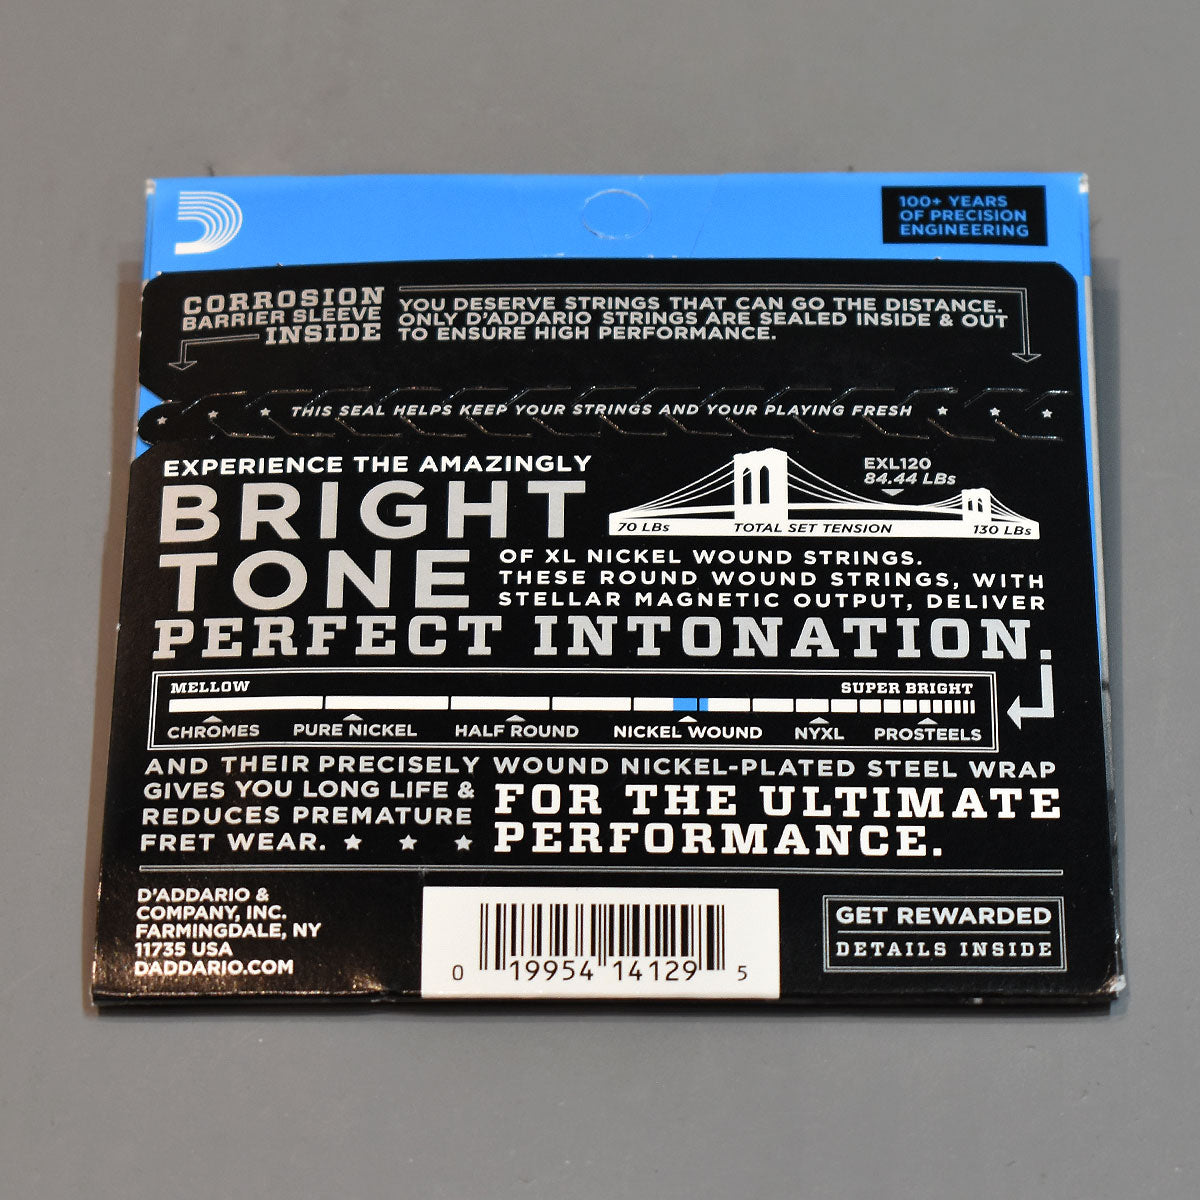 100+ YEARS
OF PRECISION
ENGINEERING
CORROSION
BARRIER SLEEVE
INSIDE
YOU DESERVE STRINGS THAT CAN GO THE DISTANCE.
ONLY D'ADDARIO STRINGS ARE SEALED INSIDE & OUT
TO ENSURE HIGH PERFORMANCE.
THIS SEAL HELPS KEEP YOUR STRINGS AND YOUR PLAYING FRESH
EXPERIENCE THE AMAZINGLY
BRIGHT
TONE
EXL120
84.44 LBs
70 LBs TOTAL SET TENSION 130 LBs
OF XL NICKEL WOUND STRINGS.
THESE ROUND WOUND STRINGS, WITH
STELLAR MAGNETIC OUTPUT, DELIVER
PERFECT INTONATION.
MELLOW SUPER BRIGHT
CHROMES PURE NICKEL HALF ROUND NICKEL WOUND NYXL PROSTEELS
AND THEIR PRECISELY WOUND NICKEL-PLATED STEEL WRAP
GIVES YOU LONG LIFE &
REDUCES PREMATURE
FRET WEAR.
FOR THE ULTIMATE
PERFORMANCE.
D'ADDARIO &
COMPANY, INC.
FARMINGDALE, NY
11735 USA
DADDARIO.COM
0 19954 14129 5
GET REWARDED
DETAILS INSIDE